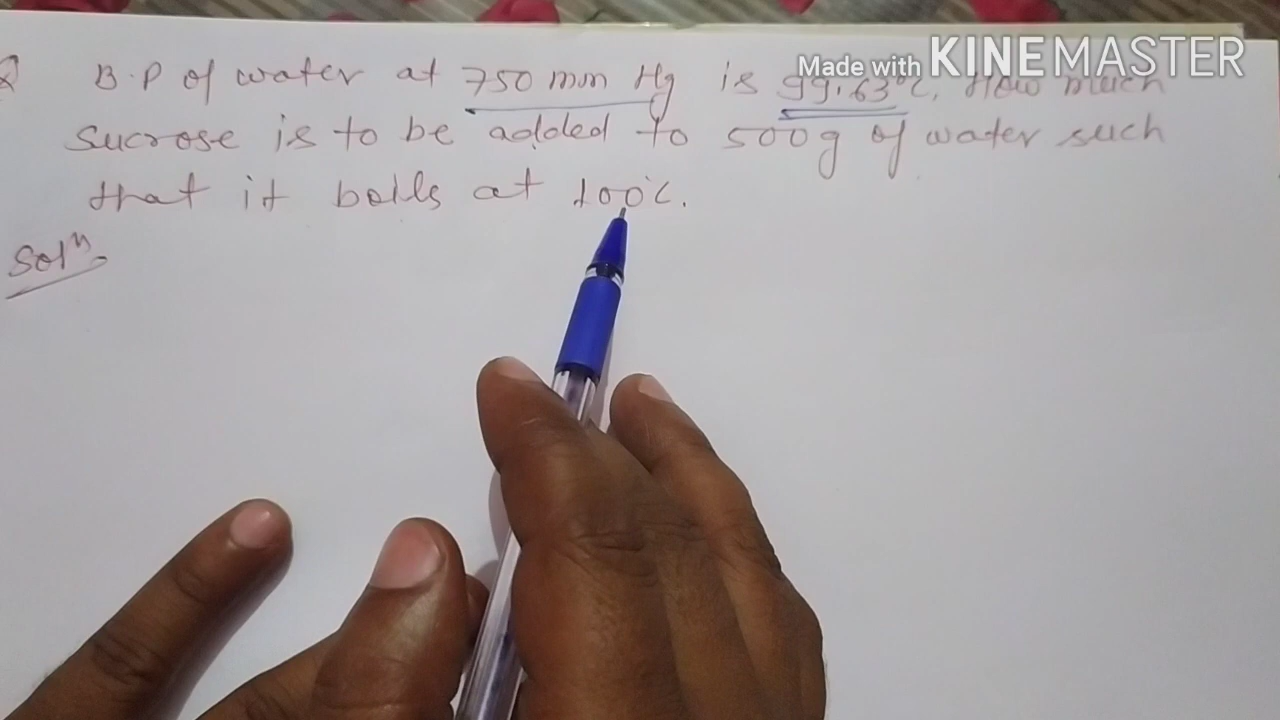 Made with KINEMASTER
Q B.P of water at 750 mm Hg is 99.63°C. How much
sucrose is to be added to 500g of water such
that it boils at 100°C.
Solⁿ